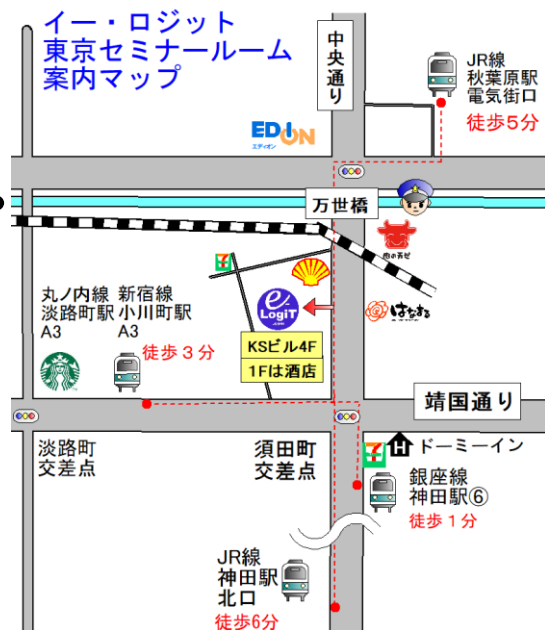 イー・ロジット
東京セミナールーム
案内マップ
中央通り
JR線
秋葉原駅
電気街口
徒歩5分
EDION
エディオン
万世橋
肉の万世
丸ノ内線
淡路町駅
A3
新宿線
小川町駅
A3
徒歩３分
e-
LogiT
.com
はなまる
KSビル4F
1Fは酒店
靖国通り
淡路町
交差点
須田町
交差点
ドーミーイン
H
銀座線
神田駅⑥
徒歩１分
JR線
神田駅
北口
徒歩6分